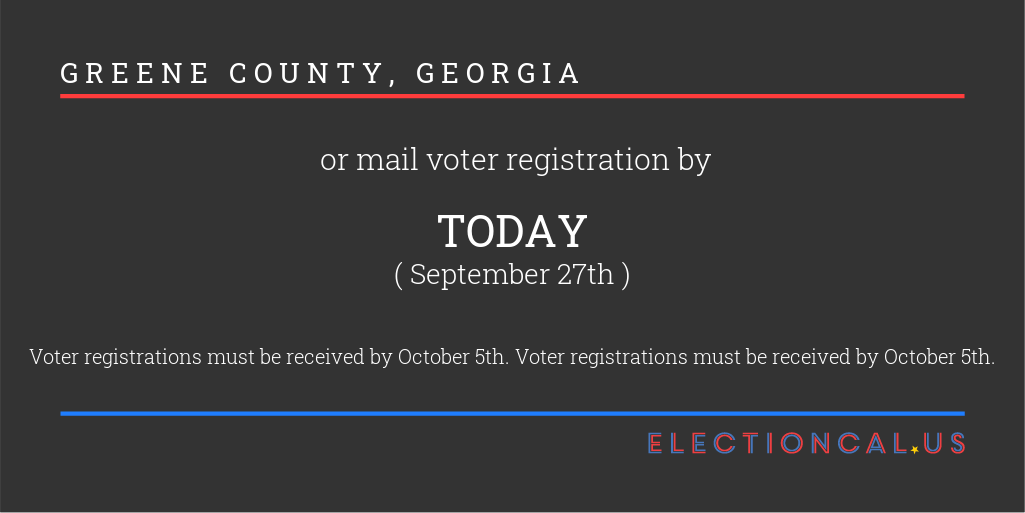 GREENE COUNTY, GEORGIA
or mail voter registration by
TODAY
( September 27th )
Voter registrations must be received by October 5th. Voter registrations must be received by October 5th.
ELECTIONCAL.US